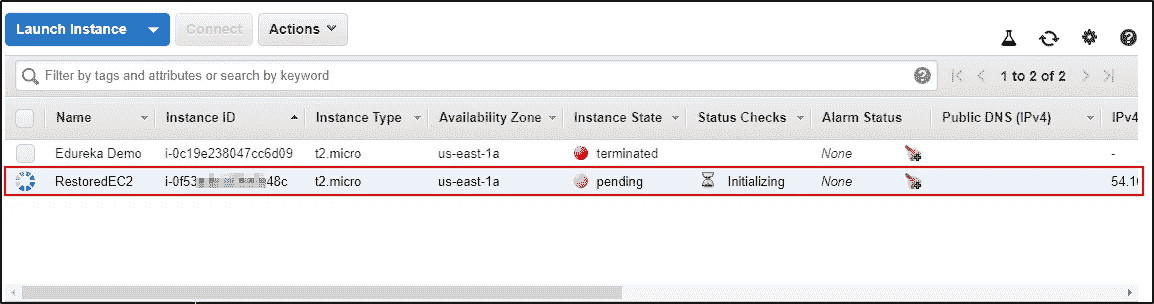 Launch Instance Connect Actions
Filter by tags and attributes or search by keyword 1 to 2 of 2
Name Instance ID Instance Type Availability Zone Instance State Status Checks Alarm Status Public DNS (IPv4) IPv4
Edureka Demo i-0c19e238047cc6d09 t2.micro us-east-1a terminated None -
RestoredEC2 i-0f53 48c t2.micro us-east-1a pending Initializing None 54.1